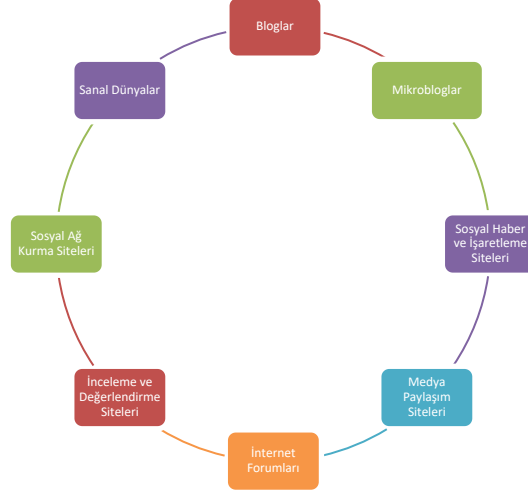 Bloglar
Mikrobloglar
Sosyal Haber
ve İşaretleme
Siteleri
Medya
Paylaşım
Siteleri
İnternet
Forumları
İnceleme ve
Değerlendirme
Siteleri
Sosyal Ağ
Kurma Siteleri
Sanal Dünyalar